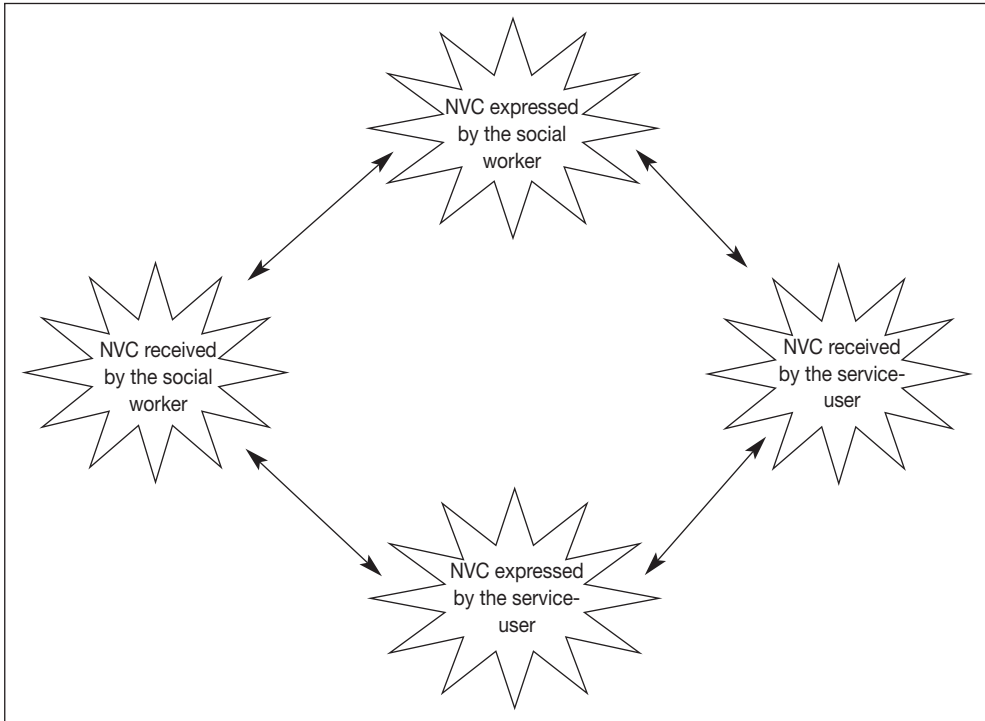 NVC expressed
by the social
worker
NVC received
by the social
worker
NVC received
by the service-
user
NVC expressed
by the service-
user